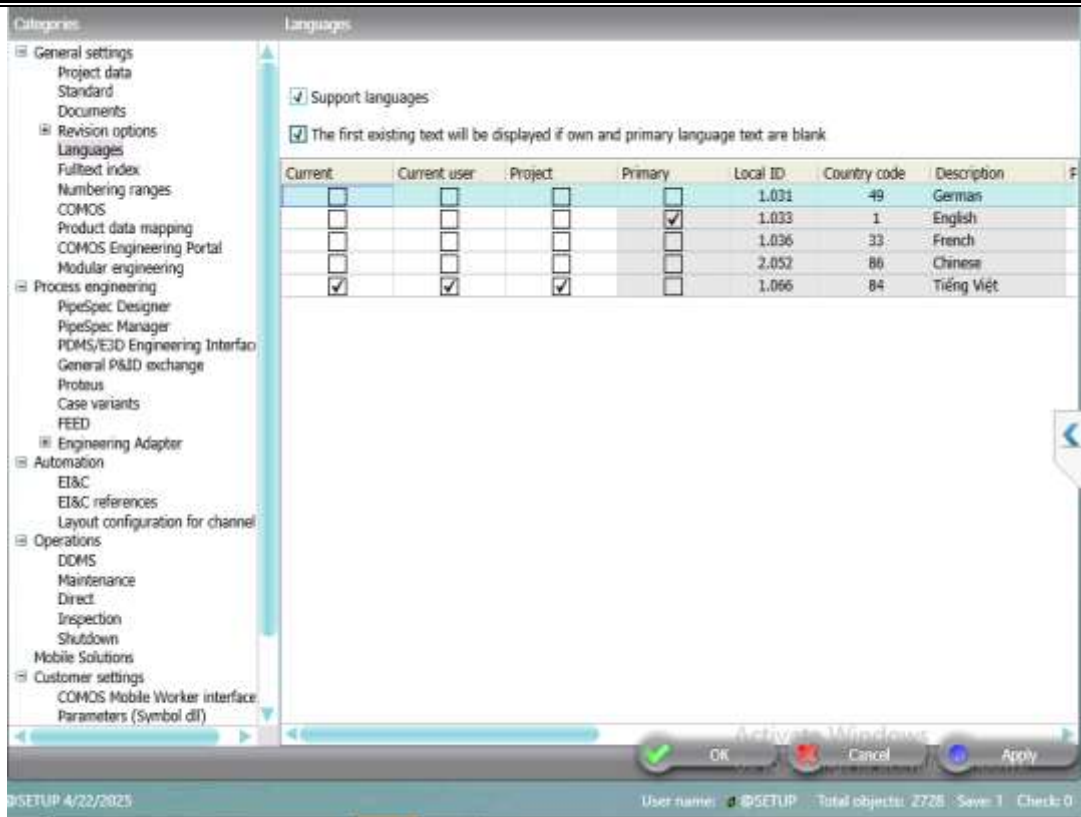 Categories
Languages
General settings
Project data
Standard
Documents
Revision options
Languages
Fulltext index
Numbering ranges
COMOS
Product data mapping
COMOS Engineering Portal
Modular engineering
Process engineering
PipeSpec Designer
PipeSpec Manager
PDMS/E3D Engineering Interfac
General P&ID exchange
Proteus
Case variants
FEED
Engineering Adapter
Automation
EI&C
EI&C references
Layout configuration for channel
Operations
DDMS
Maintenance
Direct
Inspection
Shutdown
Mobile Solutions
Customer settings
COMOS Mobile Worker interface
Parameters (Symbol dll)
Support languages
The first existing text will be displayed if own and primary language text are blank
Current Current user Project Primary Local ID Country code Description F
1.031 49 German
1.033 1 English
1.036 33 French
2.052 86 Chinese
1.066 84 Tiếng Việt
Activate Windows
OK Cancel Apply
@SETUP 4/22/2025 User name: @SETUP Total objects: 2728 Save: 1 Check: 0